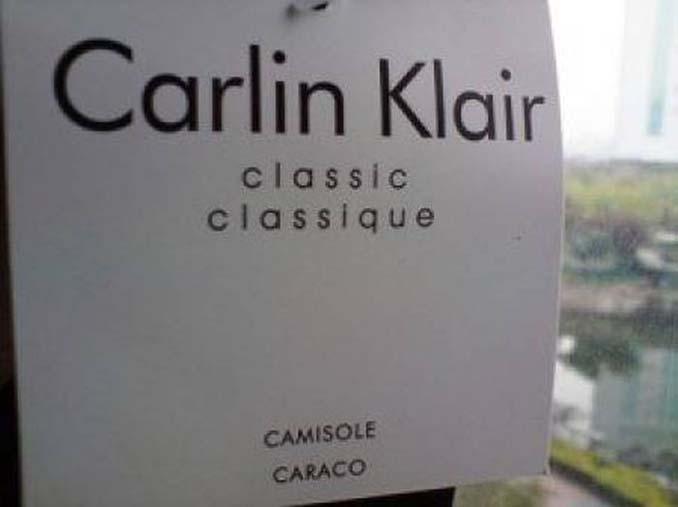 Carlin Klair
classic
classique
CAMISOLE
CARACO